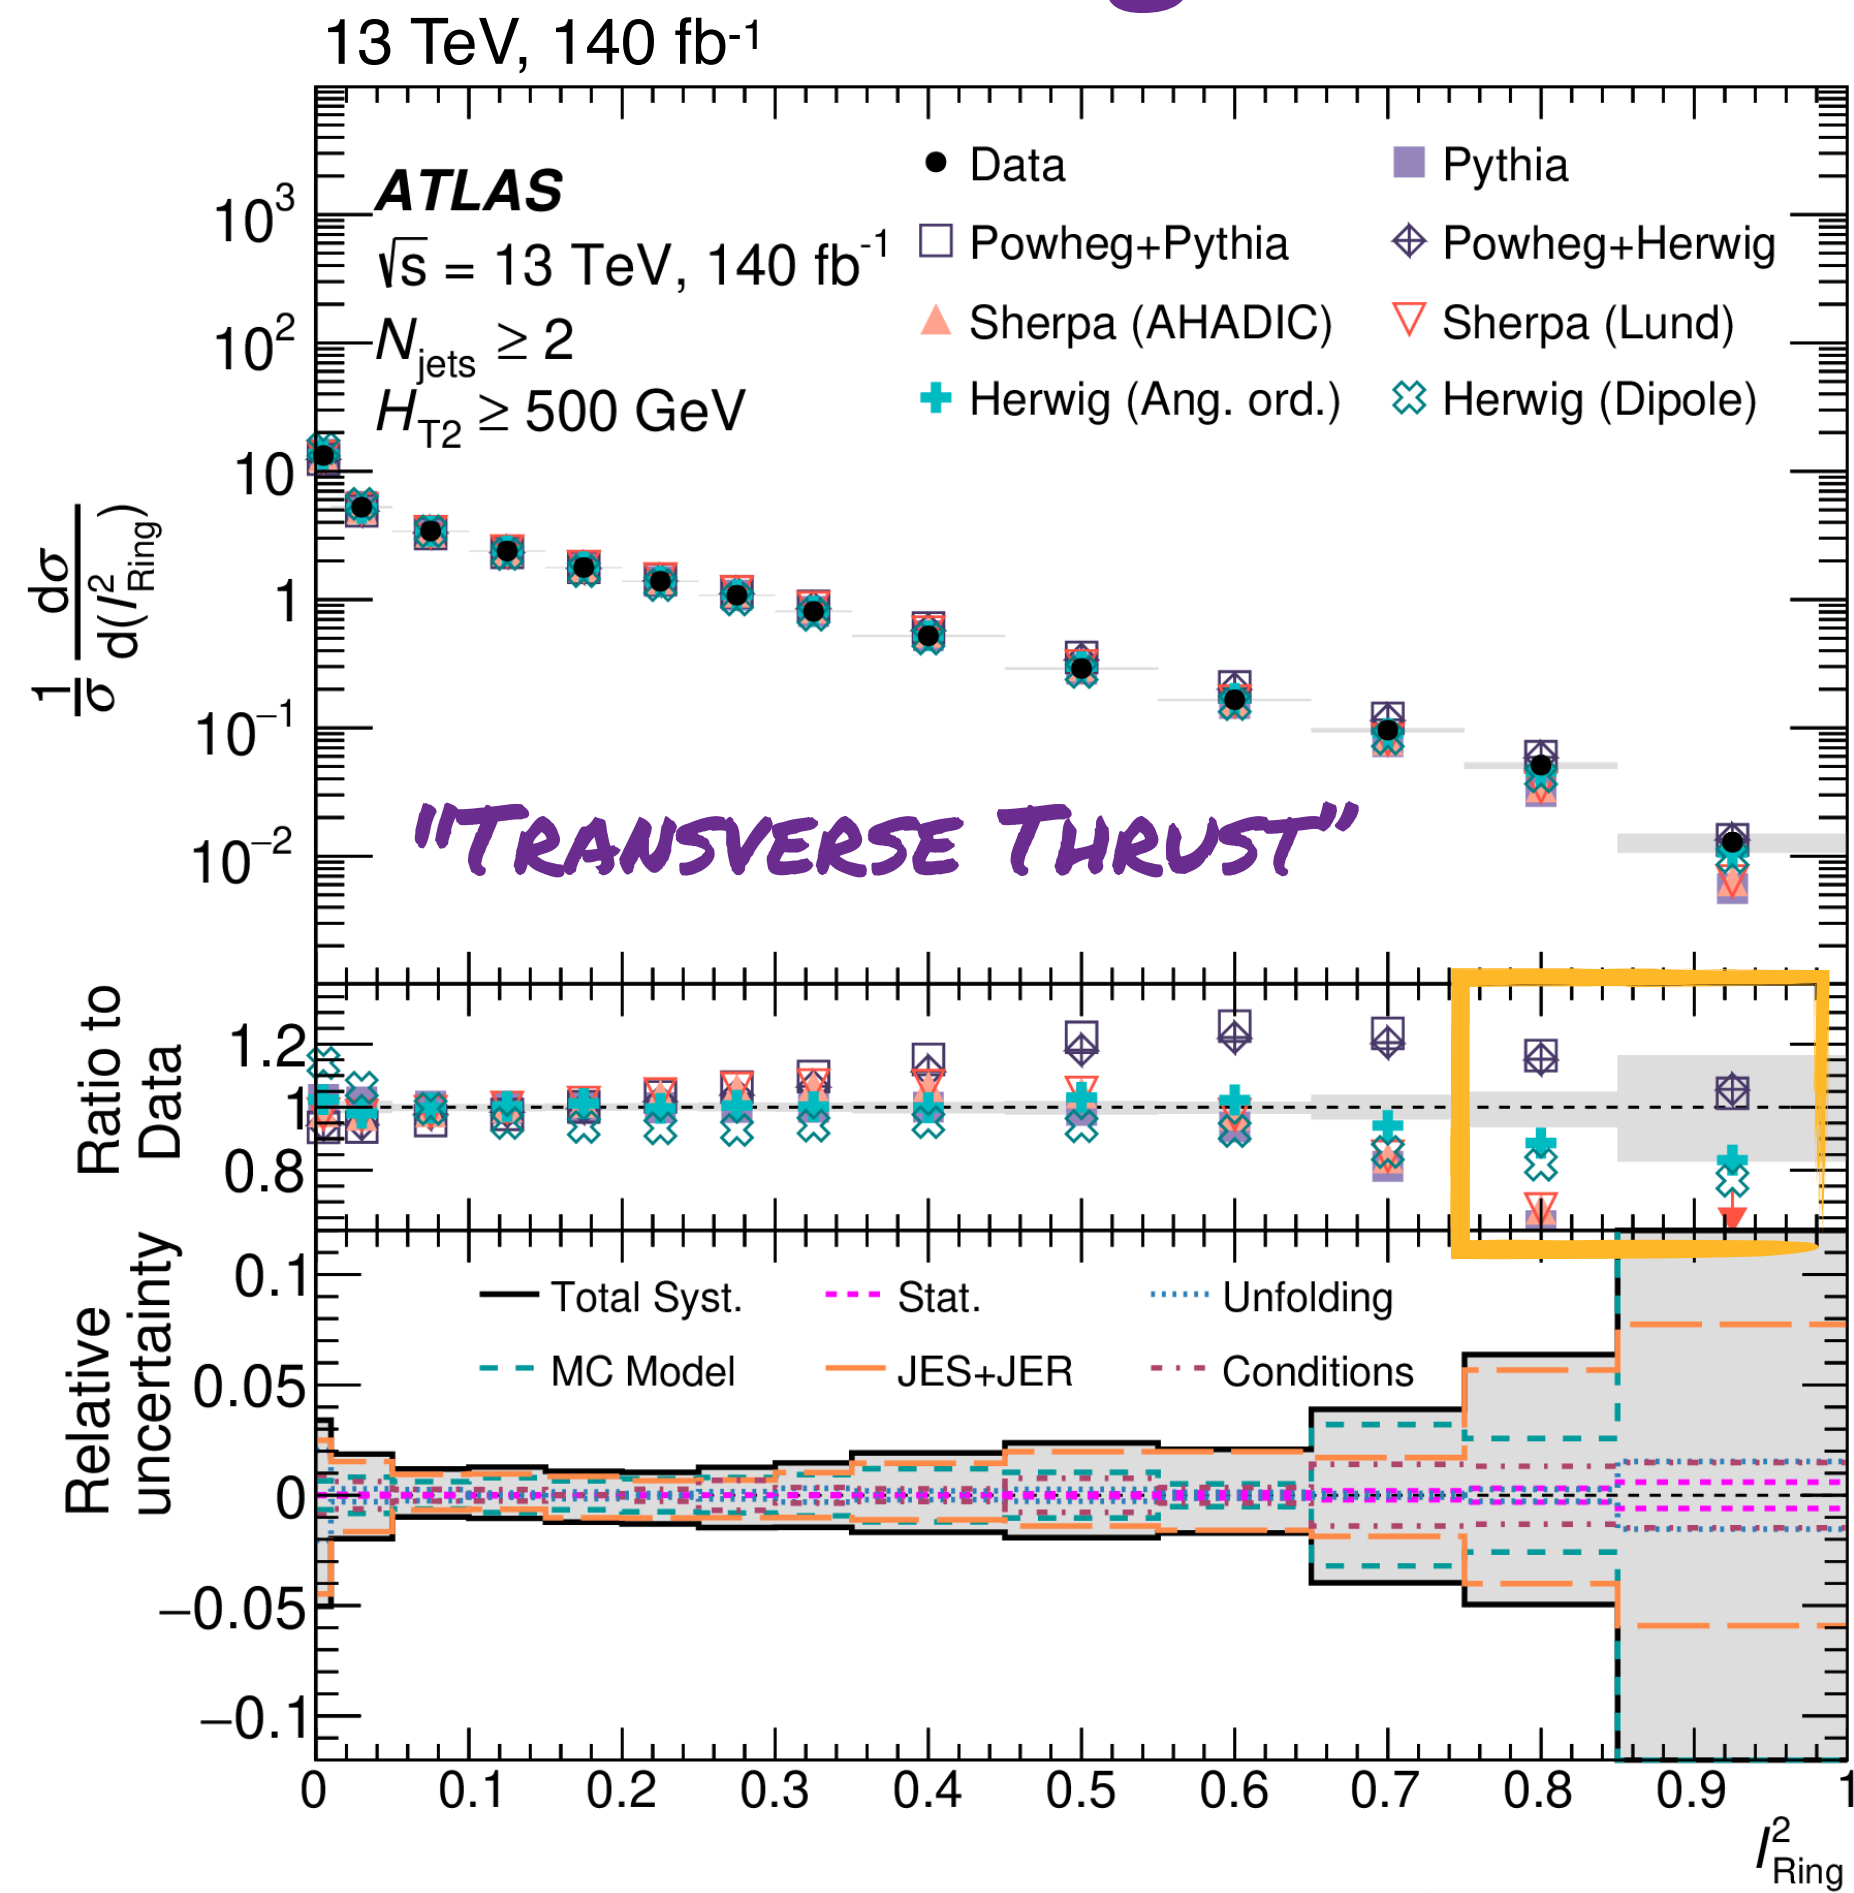 13 TeV, 140 fb-1
ATLAS
√s = 13 TeV, 140 fb-1
Njets ≥ 2
HT2 ≥ 500 GeV
Data
Pythia
Powheg+Pythia
Powheg+Herwig
Sherpa (AHADIC)
Sherpa (Lund)
Herwig (Ang. ord.)
Herwig (Dipole)
10³
10²
10
1
10⁻¹
10⁻²
1/σ dσ/d(I²Ring)
"TRANSVERSE THRUST"
Ratio to
Data
1.2
1
0.8
Relative
uncertainty
0.1
0.05
0
−0.05
−0.1
Total Syst.
Stat.
Unfolding
MC Model
JES+JER
Conditions
0 0.1 0.2 0.3 0.4 0.5 0.6 0.7 0.8 0.9 1
I²Ring